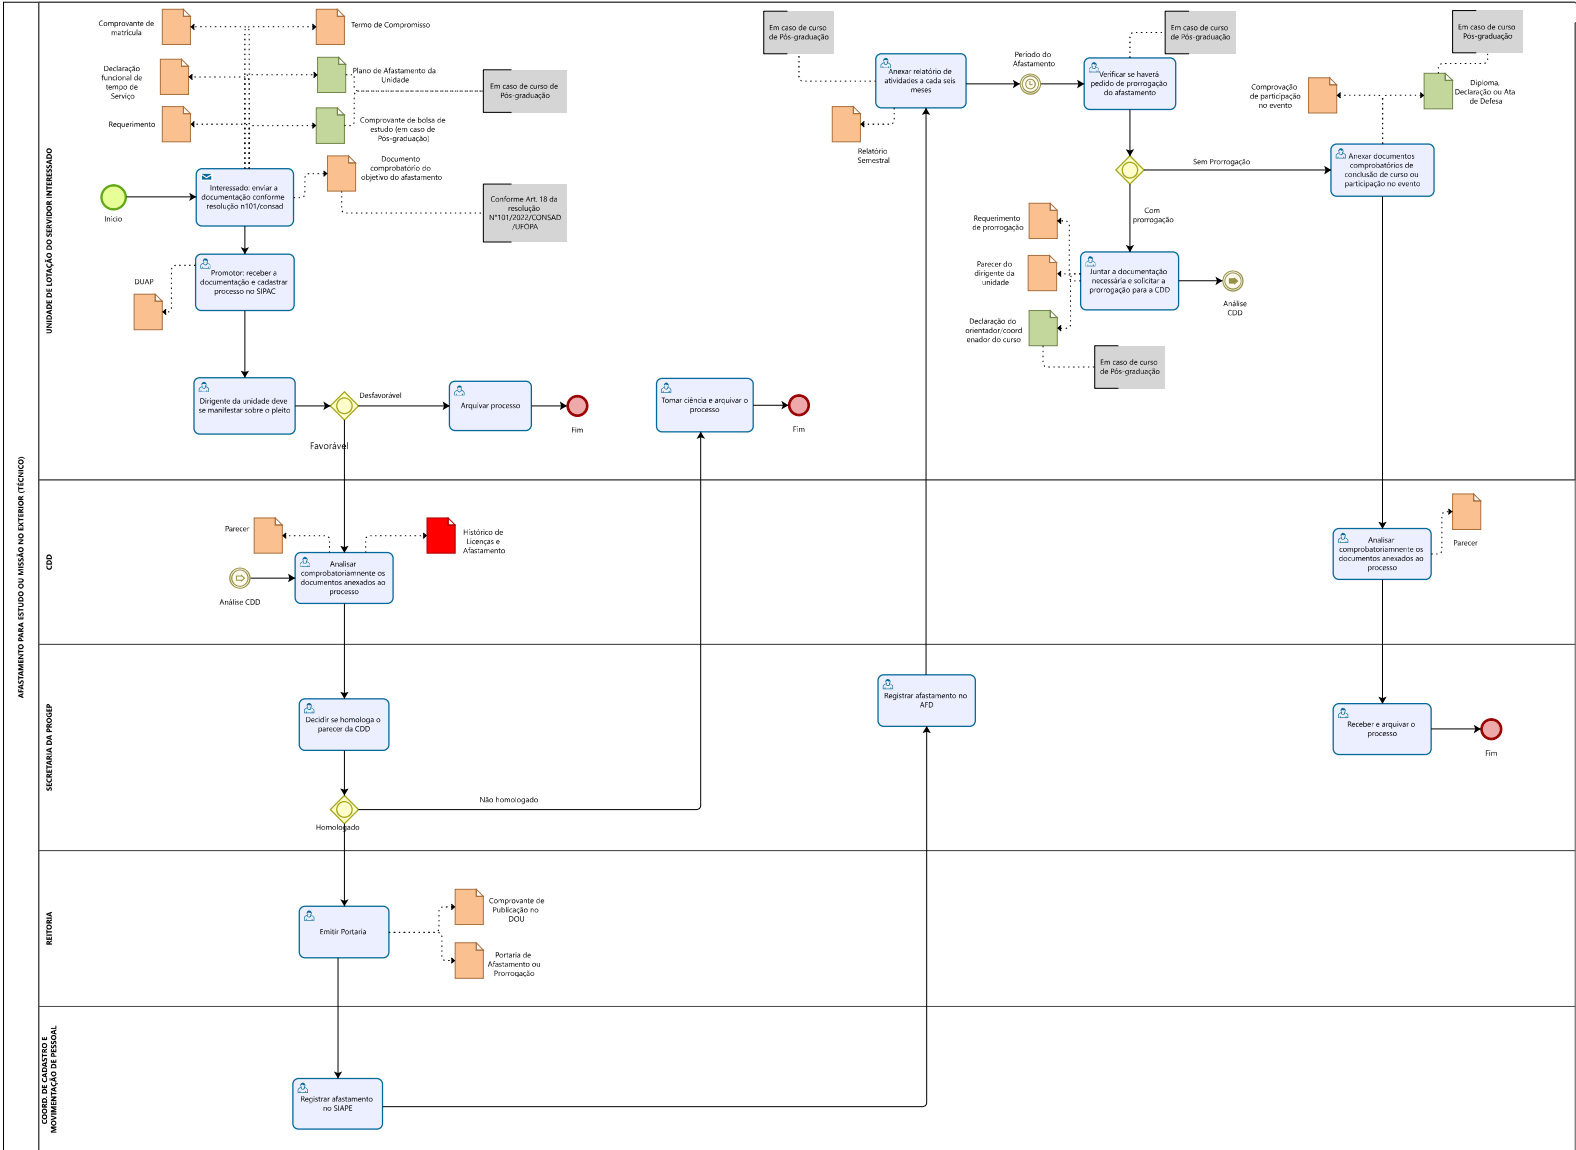 AFASTAMENTO PARA ESTUDO OU MISSÃO NO EXTERIOR (TÉCNICO)
UNIDADE DE LOTAÇÃO DO SERVIDOR INTERESSADO
Comprovante de
matrícula
Termo de Compromisso
Declaração
funcional de
tempo de
Serviço
Plano de Afastamento da
Unidade
Em caso de curso de
Pós-graduação
Requerimento
Comprovante de bolsa de
estudo (em caso de
Pós-graduação)
Documento
comprobatório do
objetivo do afastamento
Conforme Art. 18 da
resolução
N°101/2022/CONSAD
/UFOPA
Início
Interessado: enviar a
documentação conforme
resolução n101/consad
Promotor: receber a
documentação e cadastrar
processo no SIPAC
DUAP
Dirigente da unidade deve
se manifestar sobre o pleito
Desfavorável
Favorável
Arquivar processo
Fim
Tomar ciência e arquivar o
processo
Fim
Em caso de curso
de Pós-graduação
Anexar relatório de
atividades a cada seis
meses
Relatório
Semestral
Período do
Afastamento
Em caso de curso
de Pós-graduação
Verificar se haverá
pedido de prorrogação
do afastamento
Sem Prorrogação
Com
prorrogação
Requerimento
de prorrogação
Parecer do
dirigente da
unidade
Declaração do
orientador/coord
enador do curso
Em caso de curso
de Pós-graduação
Juntar a documentação
necessária e solicitar a
prorrogação para a CDD
Análise
CDD
Em caso de curso
Pós-graduação
Comprovação
de participação
no evento
Diploma,
Declaração ou Ata
de Defesa
Anexar documentos
comprobatórios de
conclusão de curso ou
participação no evento
CDD
Parecer
Histórico de
Licenças e
Afastamento
Análise CDD
Analisar
comprobatoriamnente os
documentos anexados ao
processo
Analisar
comprobatoriamnente os
documentos anexados ao
processo
Parecer
SECRETARIA DA PROGEP
Decidir se homologa o
parecer da CDD
Não homologado
Homologado
Registrar afastamento no
AFD
Receber e arquivar o
processo
Fim
REITORIA
Emitir Portaria
Comprovante de
Publicação no
DOU
Portaria de
Afastamento ou
Prorrogação
COORD. DE CADASTRO E
MOVIMENTAÇÃO DE PESSOAL
Registrar afastamento
no SIAPE